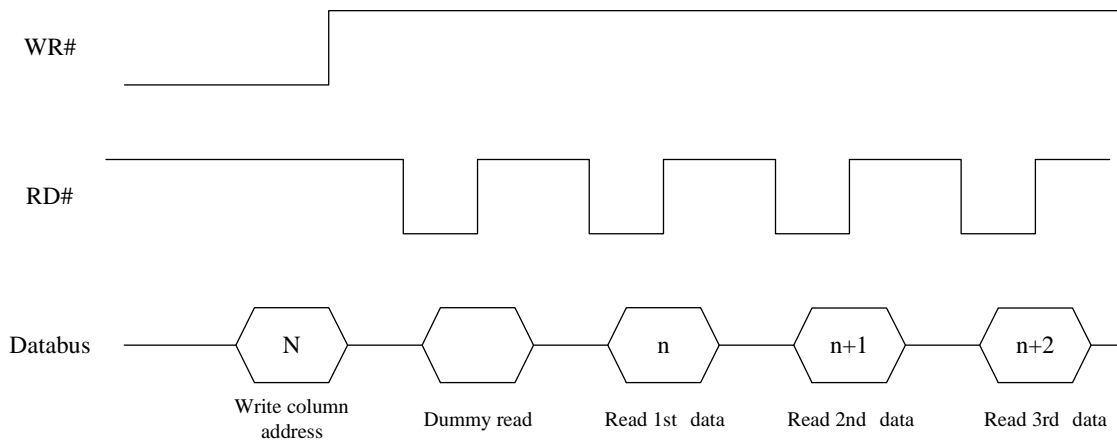 WR#
RD#
Databus
N
n
n+1
n+2
Write column
address
Dummy read
Read 1st data
Read 2nd data
Read 3rd data